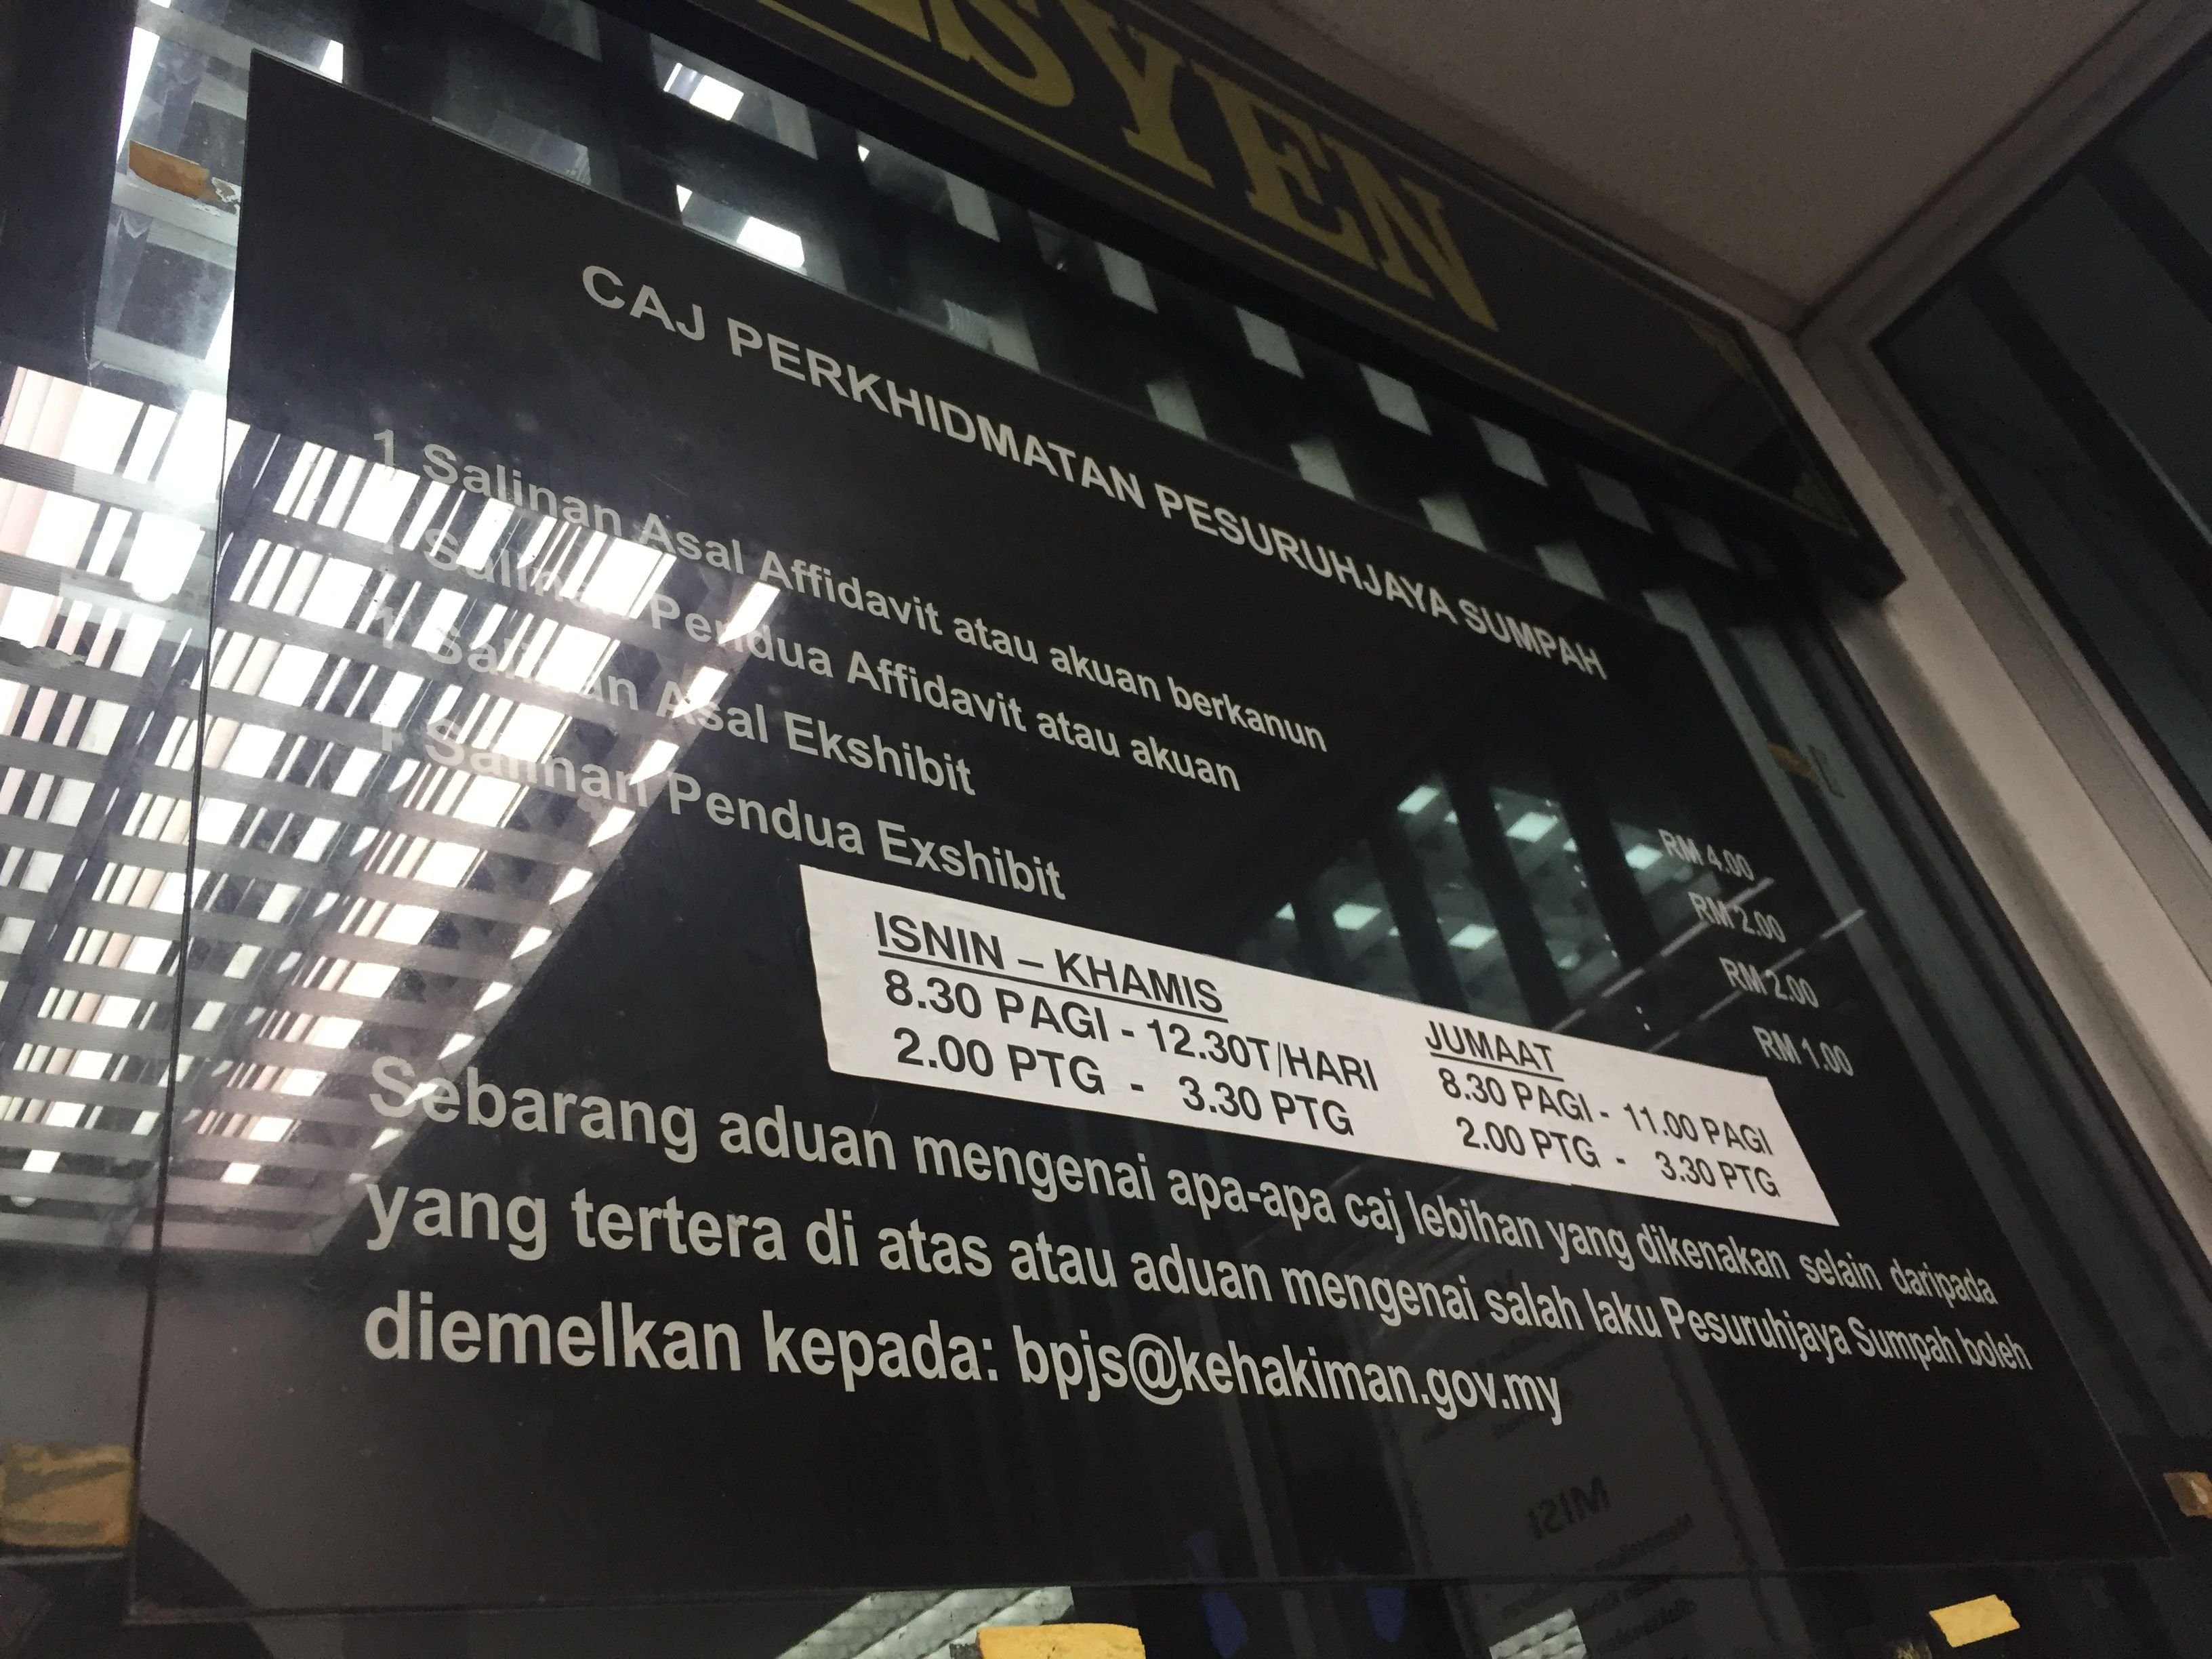 SYEN
CAJ PERKHIDMATAN PESURUHJAYA SUMPAH
1 Salinan Asal Affidavit atau akuan berkanun RM 4.00
1 Salinan Pendua Affidavit atau akuan RM 2.00
1 Salinan Asal Ekshibit RM 2.00
1 Salinan Pendua Exshibit : RM 1.00
ISNIN – KHAMIS JUMAAT
8.30 PAGI - 12.30T/HARI 8.30 PAGI - 11.00 PAGI
2.00 PTG - 3.30 PTG 2.00 PTG - 3.30 PTG
Sebarang aduan mengenai apa-apa caj lebihan yang dikenakan selain daripada
yang tertera di atas atau aduan mengenai salah laku Pesuruhjaya Sumpah boleh
diemelkan kepada: bpjs@kehakiman.gov.my
MISI